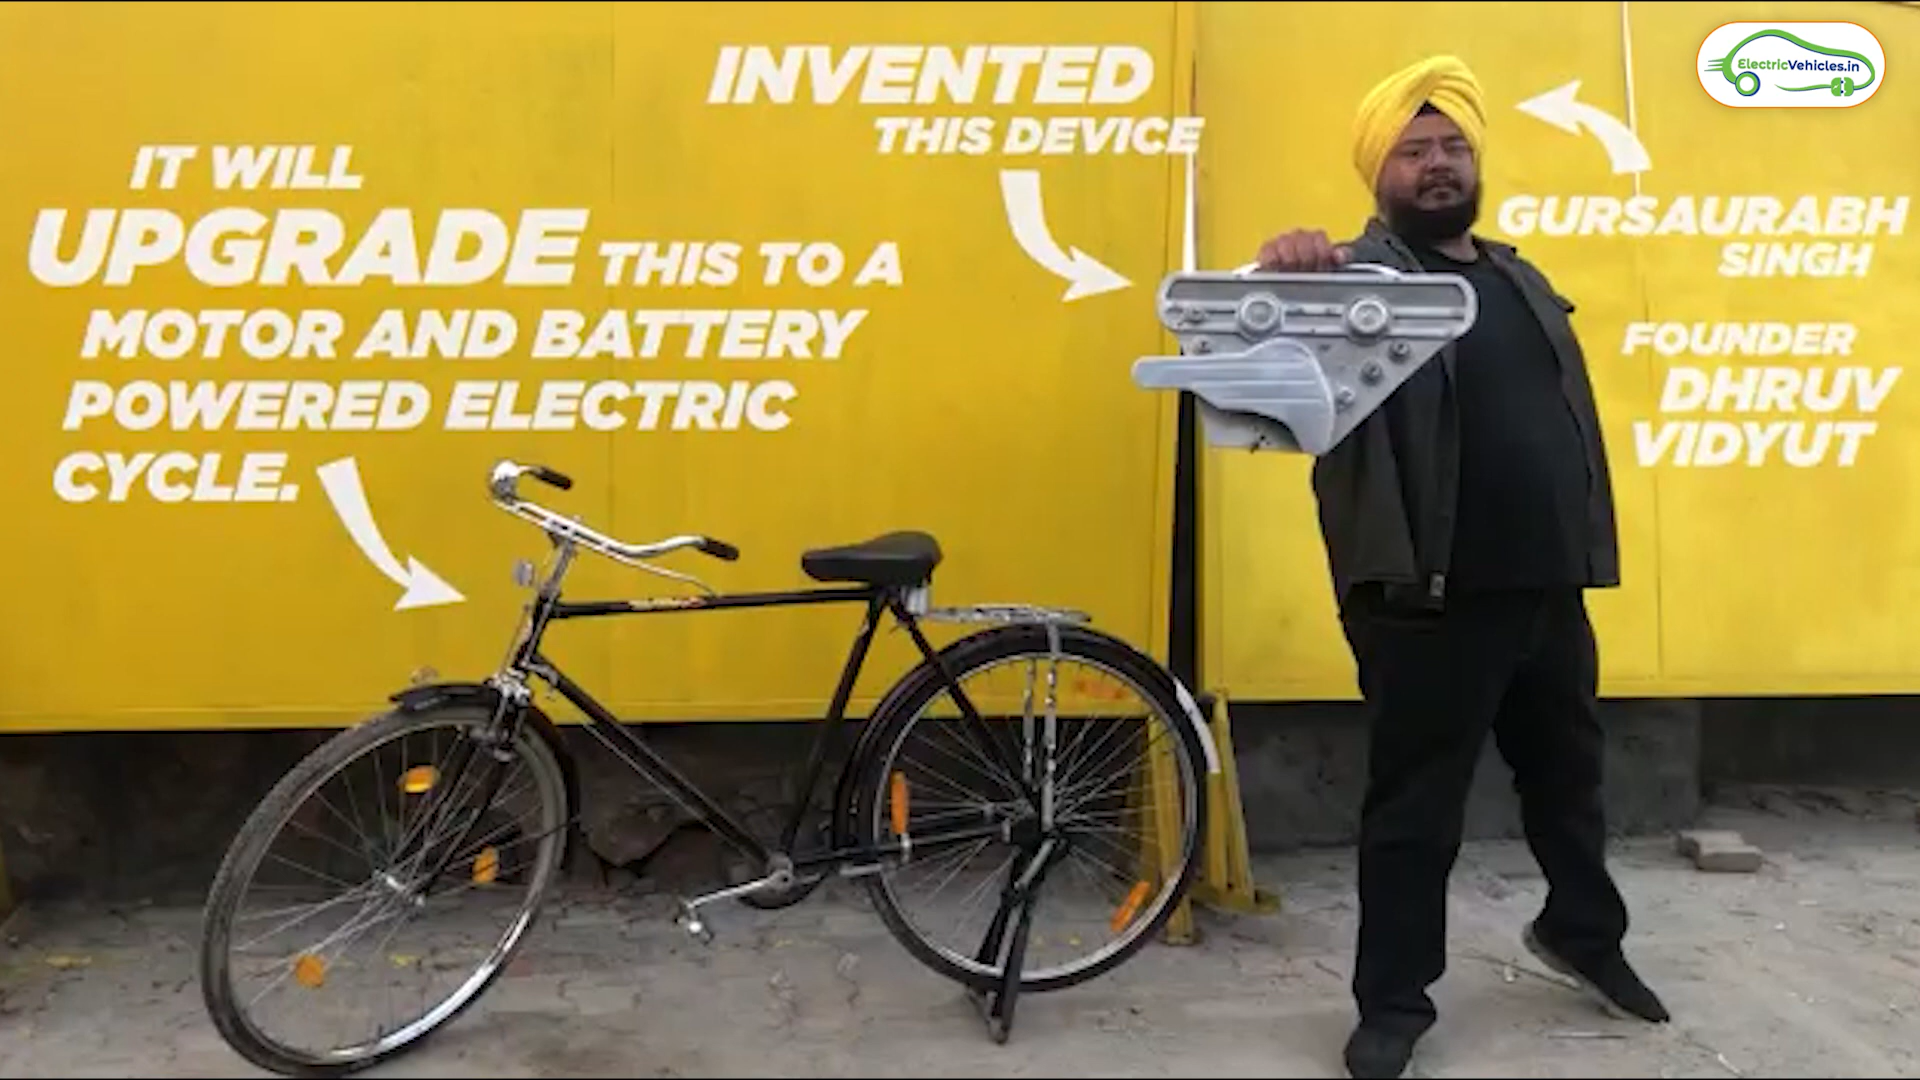 ElectricVehicles.in
INVENTED
THIS DEVICE
IT WILL
UPGRADE THIS TO A
MOTOR AND BATTERY
POWERED ELECTRIC
CYCLE.
GURSAURABH
SINGH
FOUNDER
DHRUV
VIDYUT